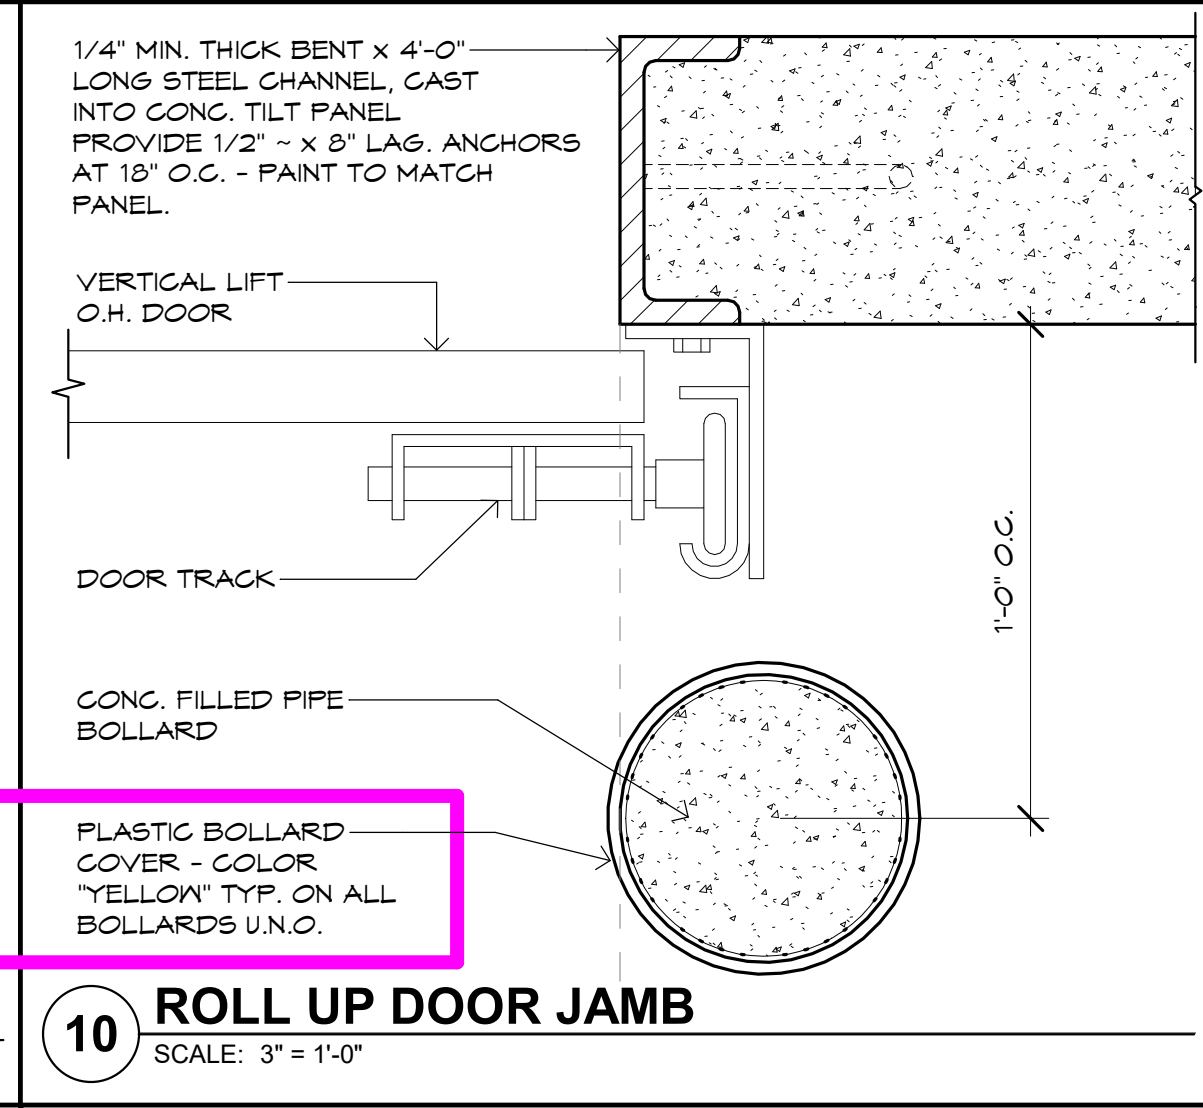 1/4" MIN. THICK BENT x 4'-0"
LONG STEEL CHANNEL, CAST
INTO CONC. TILT PANEL
PROVIDE 1/2" ~ x 8" LAG. ANCHORS
AT 18" O.C. - PAINT TO MATCH
PANEL.
VERTICAL LIFT
O.H. DOOR
DOOR TRACK
1'-0" O.C.
CONC. FILLED PIPE
BOLLARD
PLASTIC BOLLARD
COVER - COLOR
"YELLOW" TYP. ON ALL
BOLLARDS U.N.O.
10 ROLL UP DOOR JAMB
SCALE: 3" = 1'-0"